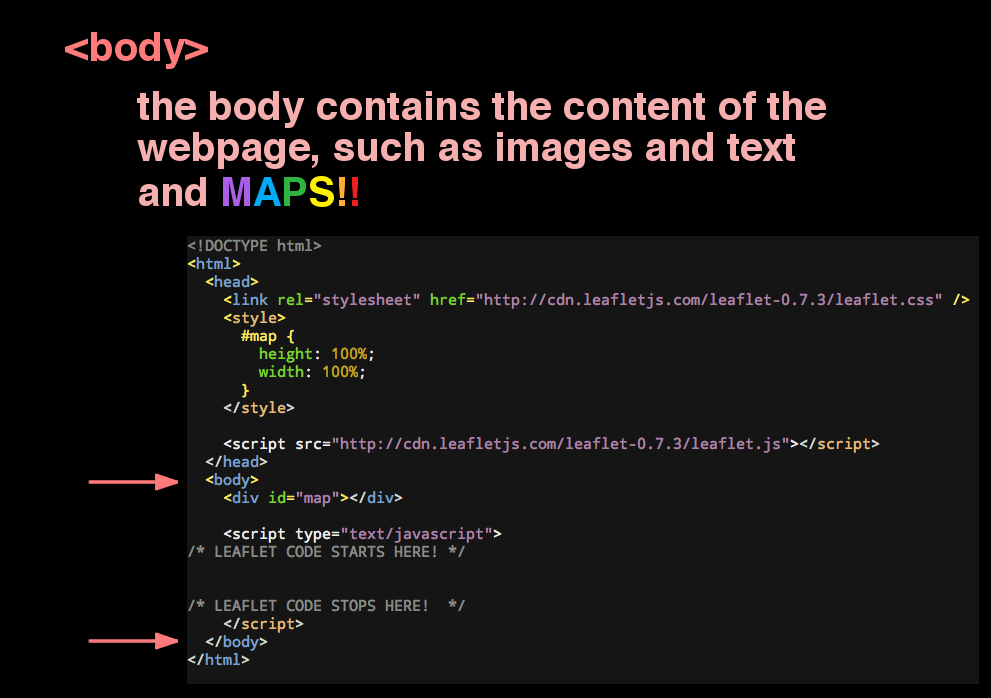 <body>
the body contains the content of the
webpage, such as images and text
and MAPS!!
<!DOCTYPE html>
<html>
  <head>
    <link rel="stylesheet" href="http://cdn.leafletjs.com/leaflet-0.7.3/leaflet.css" />
    <style>
      #map {
        height: 100%;
        width: 100%;
      }
    </style>
    <script src="http://cdn.leafletjs.com/leaflet-0.7.3/leaflet.js"></script>
  </head>
  <body>
    <div id="map"></div>
    <script type="text/javascript">
/* LEAFLET CODE STARTS HERE! */
/* LEAFLET CODE STOPS HERE!  */
    </script>
  </body>
</html>